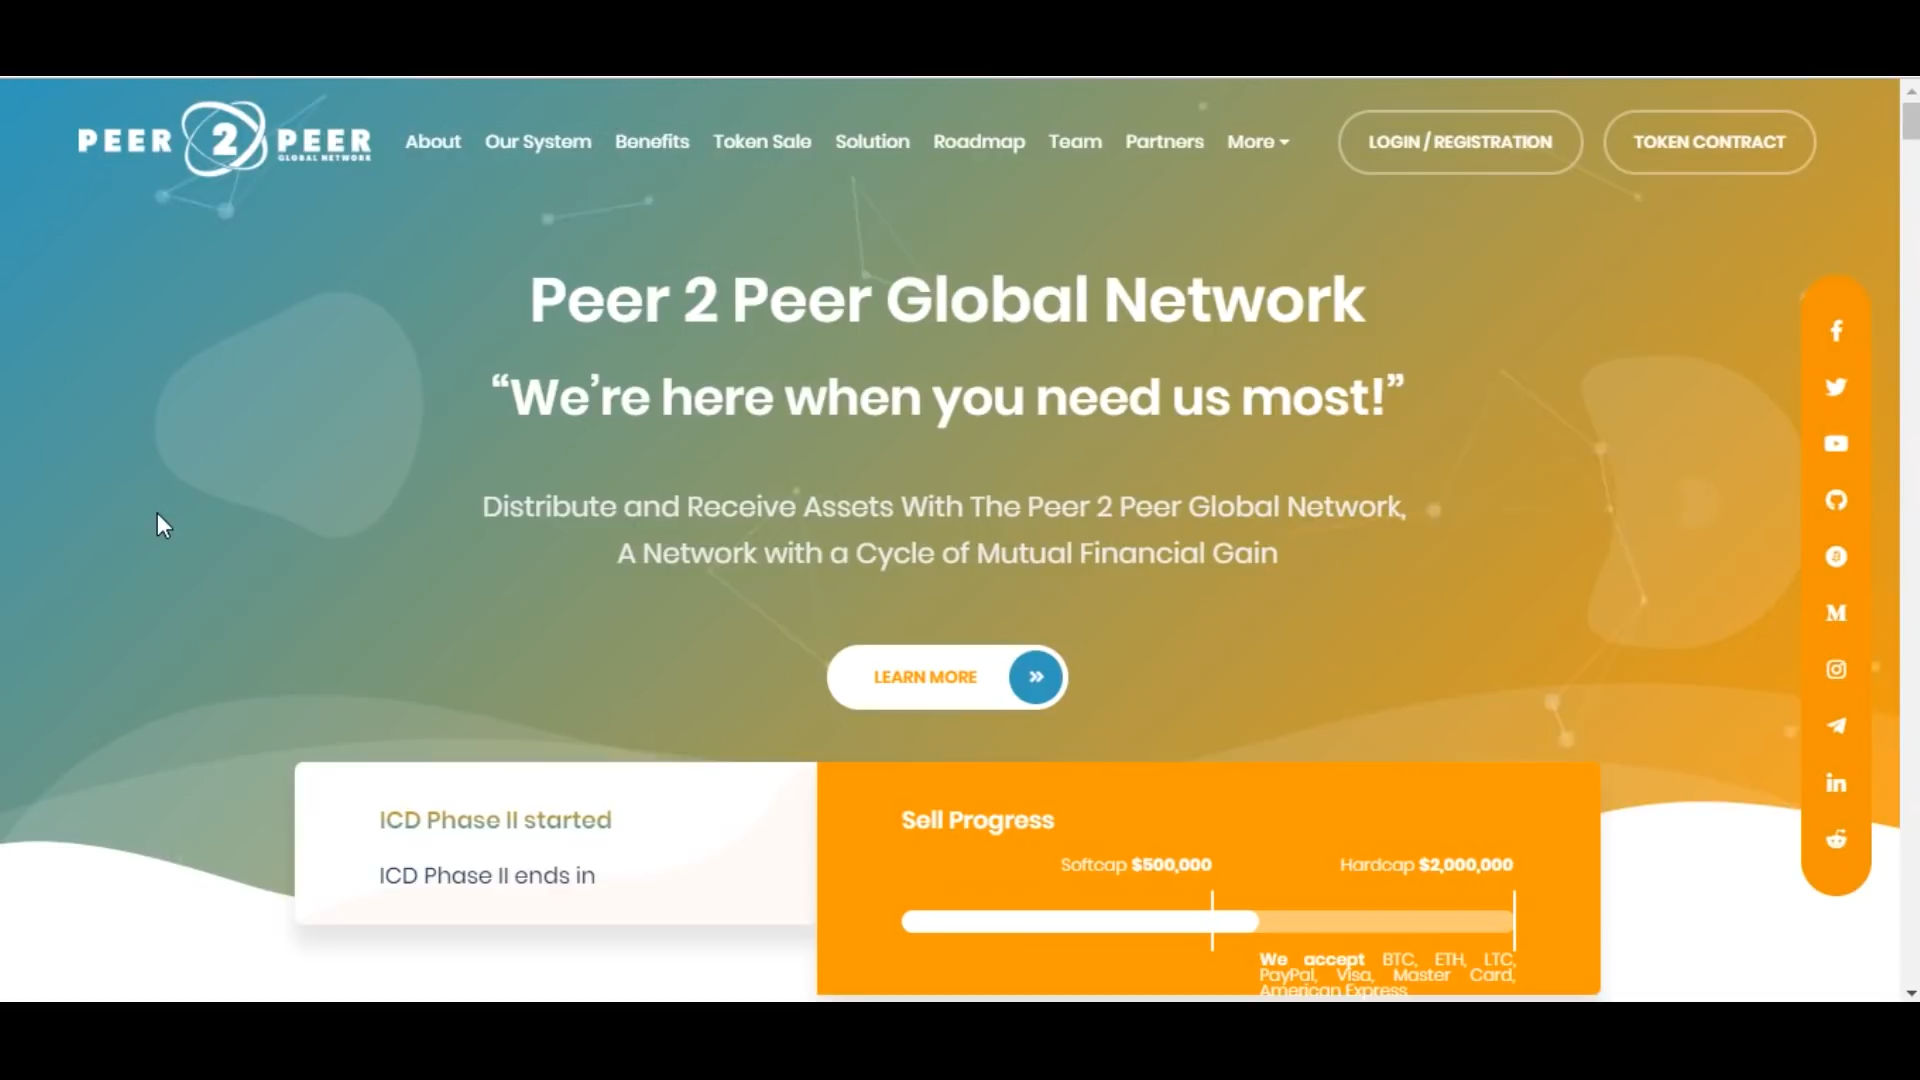 PEER 2 PEER
GLOBAL NETWORK
About Our System Benefits Token Sale Solution Roadmap Team Partners More
LOGIN / REGISTRATION
TOKEN CONTRACT
Peer 2 Peer Global Network
“We’re here when you need us most!”
Distribute and Receive Assets With The Peer 2 Peer Global Network,
A Network with a Cycle of Mutual Financial Gain
LEARN MORE
ICD Phase II started
ICD Phase II ends in
Sell Progress
Softcap $500,000
Hardcap $2,000,000
We accept BTC, ETH, LTC,
PayPal, Visa, Master Card,
American Express